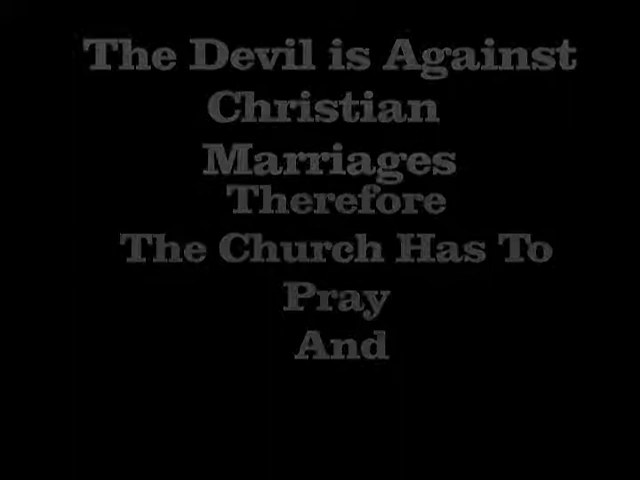 The Devil is Against
Christian
Marriages
Therefore
The Church Has To
Pray
And